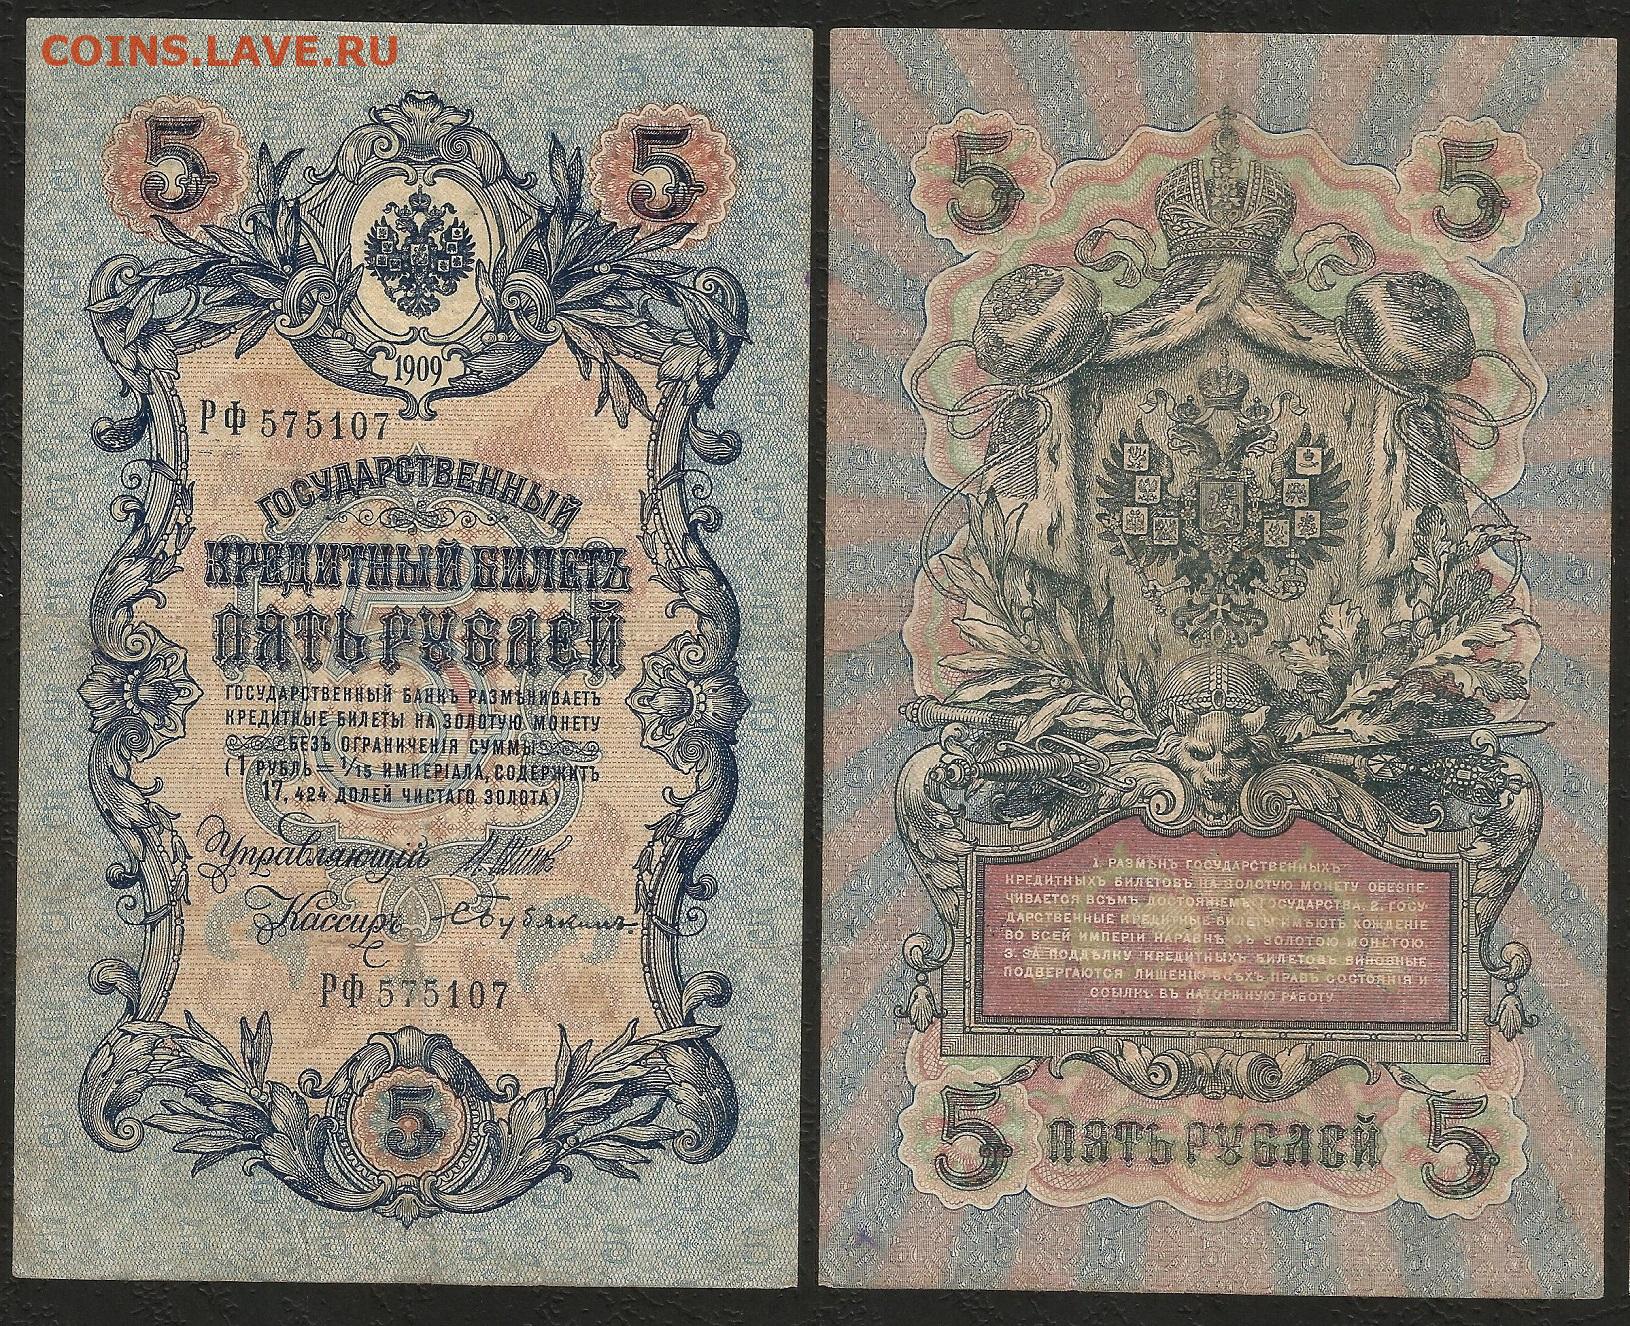 COINS.LAVE.RU
5 5
1909
РФ 575107
ГОСУДАРСТВЕННЫЙ
КРЕДИТНЫЙ БИЛЕТЪ
ПЯТЬ РУБЛЕЙ
ГОСУДАРСТВЕННЫЙ БАНКЪ РАЗМѢНИВАЕТЪ
КРЕДИТНЫЕ БИЛЕТЫ НА ЗОЛОТУЮ МОНЕТУ
БЕЗЪ ОГРАНИЧЕНІЯ СУММЫ
(1 РУБЛЬ = 1/15 ИМПЕРІАЛА, СОДЕРЖИТЪ
17,424 ДОЛЕЙ ЧИСТАГО ЗОЛОТА)
Управляющій
Кассиръ С Бубякинъ
РФ 575107
5
5 5
1. РАЗМѢНЪ ГОСУДАРСТВЕННЫХЪ
КРЕДИТНЫХЪ БИЛЕТОВЪ НА ЗОЛОТУЮ МОНЕТУ ОБЕЗПЕ-
ЧИВАЕТСЯ ВСѢМЪ ДОСТОЯНІЕМЪ ГОСУДАРСТВА. 2. ГОСУ-
ДАРСТВЕННЫЕ КРЕДИТНЫЕ БИЛЕТЫ ИМѢЮТЪ ХОЖДЕНІЕ
ВО ВСЕЙ ИМПЕРІИ НАРАВНѢ СЪ ЗОЛОТОЮ МОНЕТОЮ.
3. ЗА ПОДДѢЛКУ КРЕДИТНЫХЪ БИЛЕТОВЪ ВИНОВНЫЕ
ПОДВЕРГАЮТСЯ ЛИШЕНІЮ ВСѢХЪ ПРАВЪ СОСТОЯНІЯ И
ССЫЛКѢ ВЪ КАТОРЖНУЮ РАБОТУ
5 ПЯТЬ РУБЛЕЙ 5